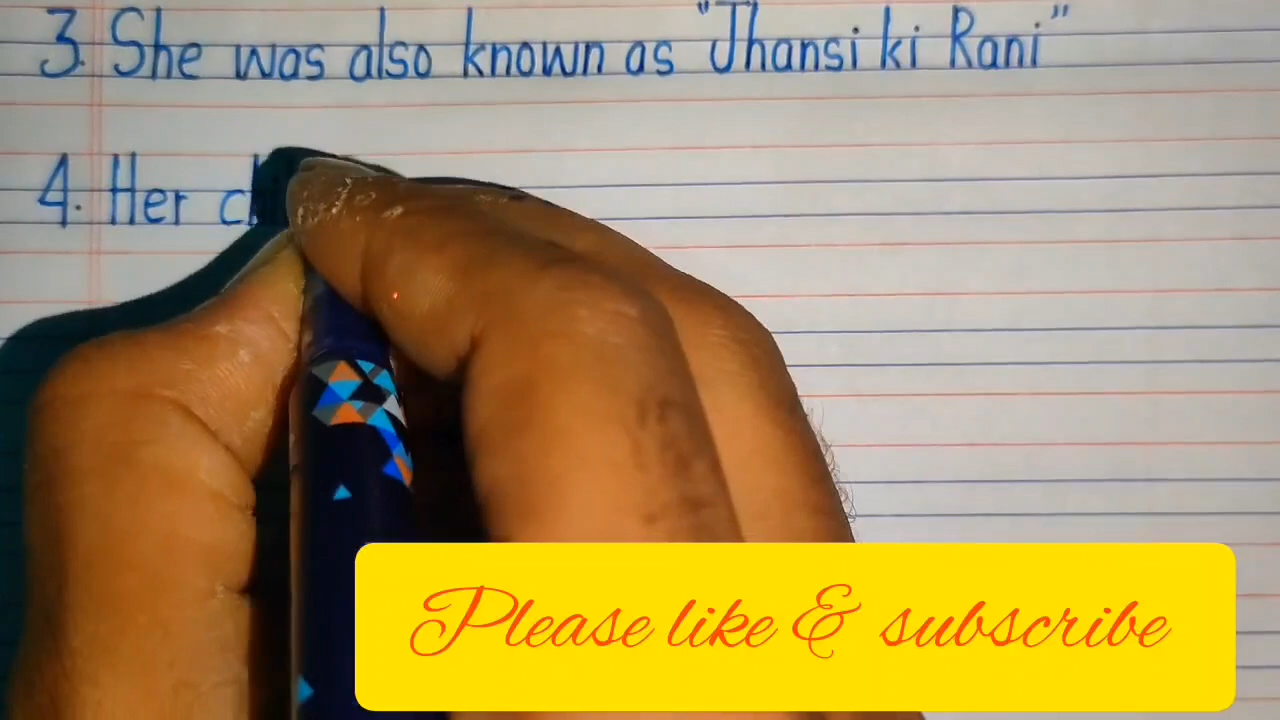 3. She was also known as "Jhansi ki Rani"
4. Her
Please like & subscribe